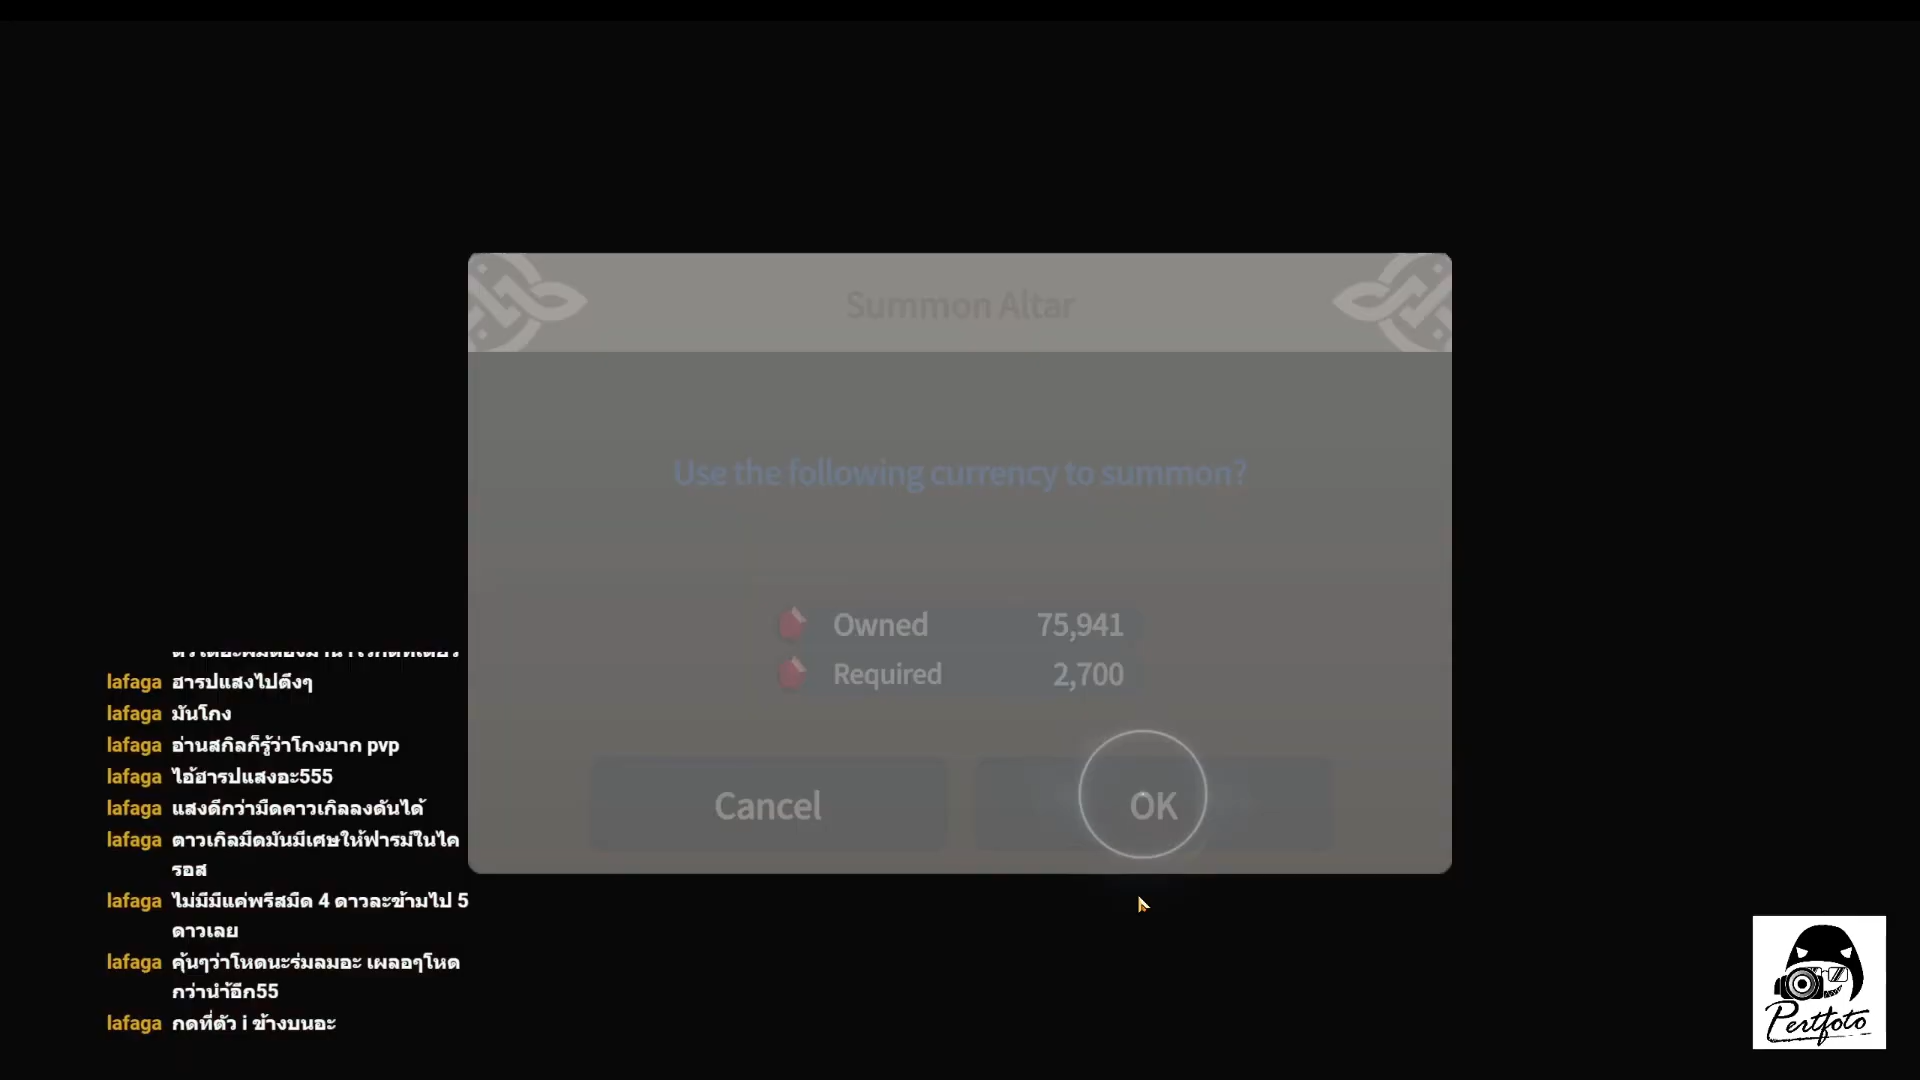 Summon Altar
Use the following currency to summon?
Owned 75,941
Required 2,700
Cancel OK
lafaga ฮารปแสงไปตึงๆ
lafaga มันโกง
lafaga อ่านสกิลก็รู้ว่าโกงมาก pvp
lafaga ไอ้ฮารปแสงอะ555
lafaga แสงดีกว่ามืดคาวเกิลลงดันได้
lafaga ตาวเกิลมืดมันมีเศษให้ฟารม์ในไค
รอส
lafaga ไม่มีมีแค่พรีสมืด 4 ดาวละข้ามไป 5
ดาวเลย
lafaga คุ้นๆว่าโหดนะร่มลมอะ เผลอๆโหด
กว่านำ้อีก55
lafaga กดที่ตัว i ข้างบนอะ
Pertfoto